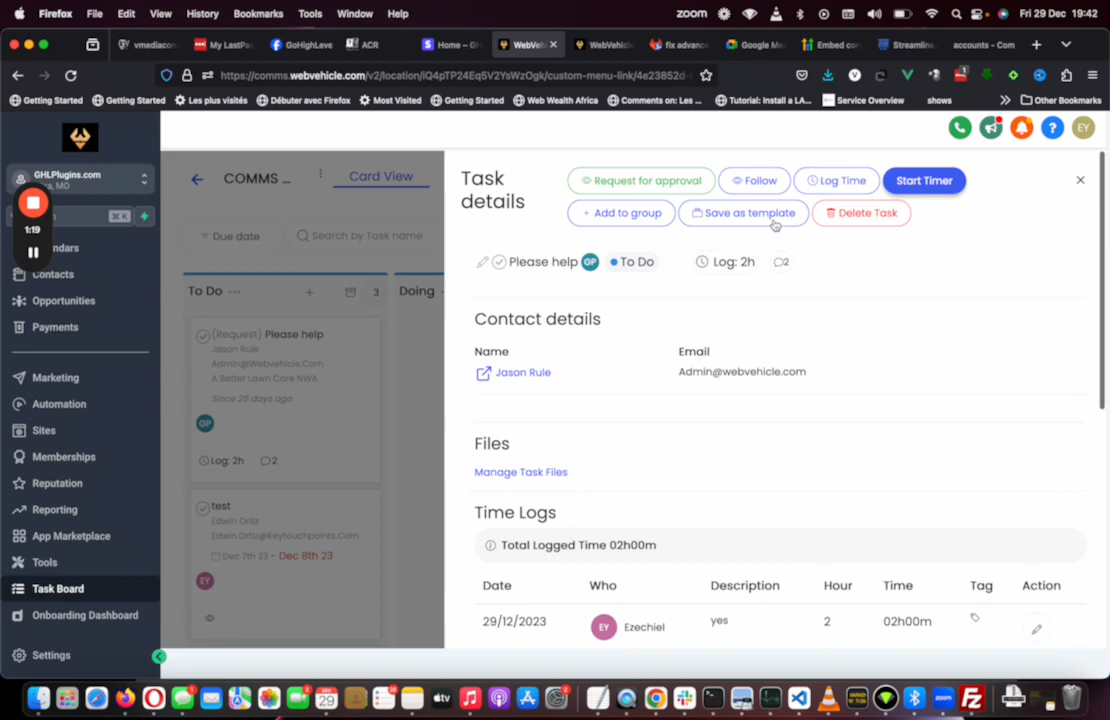 Firefox File Edit View History Bookmarks Tools Window Help zoom Fri 29 Dec 19:42
vmediacon My LastPa GoHighLeve ACR Home – GH WebVehi WebVehicle fix advanc Google Ma Embed co Streamline accounts - Com
https://comms.webvehicle.com/v2/location/iQ4pTP24Eq5V2YsWzOgk/custom-menu-link/4e23852d-f
Getting Started Getting Started Les plus visités Débuter avec Firefox Most Visited Getting Started Web Wealth Africa Comments on: Les ... Tutorial: Install a LA... Service Overview shows Other Bookmarks
EY
GHLPlugins.com
, MO
⌘ K
1:19
ndars
Contacts
Opportunities
Payments
Marketing
Automation
Sites
Memberships
Reputation
Reporting
App Marketplace
Tools
Task Board
Onboarding Dashboard
Settings
COMMS ...
Card View
Due date
Search by Task name
To Do
3
Doing
(Request) Please help
Jason Rule
Admin@Webvehicle.Com
A Better Lawn Care NWA
Since 25 days ago
GP
Log: 2h 2
test
Edwin Ortiz
Edwin.Ortiz@Keytouchpoints.Com
Dec 7th 23 - Dec 8th 23
EY
Task details
Request for approval
Follow
Log Time
Start Timer
+ Add to group
Save as template
Delete Task
Please help GP To Do Log: 2h 2
Contact details
Name Email
Jason Rule Admin@webvehicle.com
Files
Manage Task Files
Time Logs
Total Logged Time 02h00m
Date Who Description Hour Time Tag Action
29/12/2023 EY Ezechiel yes 2 02h00m